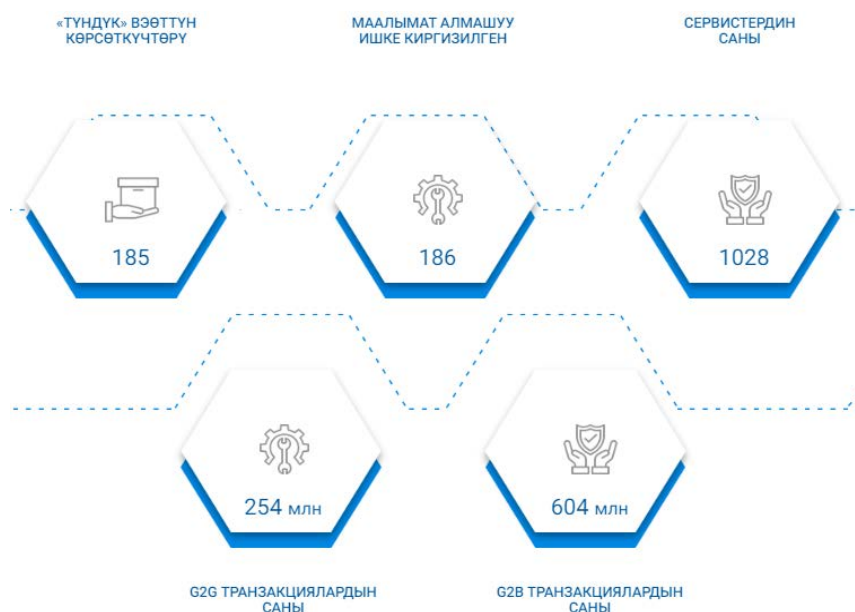 «ТҮНДҮК» ВЭӨТТҮН
КӨРСӨТКҮЧТӨРҮ
МААЛЫМАТ АЛМАШУУ
ИШКЕ КИРГИЗИЛГЕН
СЕРВИСТЕРДИН
САНЫ
185
186
1028
254 млн
604 млн
G2G ТРАНЗАКЦИЯЛАРДЫН
САНЫ
G2B ТРАНЗАКЦИЯЛАРДЫН
САНЫ